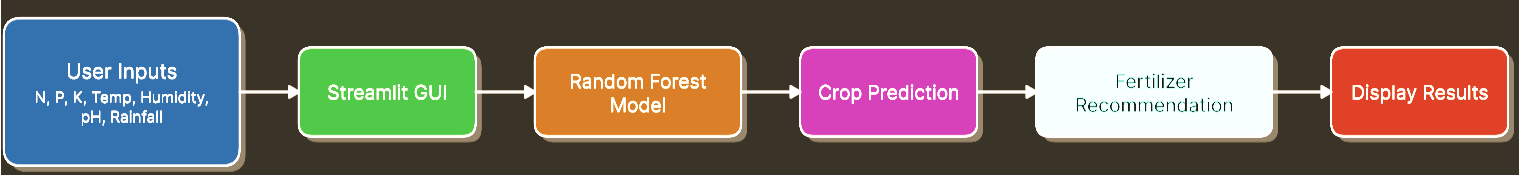 User Inputs
N, P, K, Temp, Humidity,
pH, Rainfall
Streamlit GUI
Random Forest
Model
Crop Prediction
Fertilizer
Recommendation
Display Results